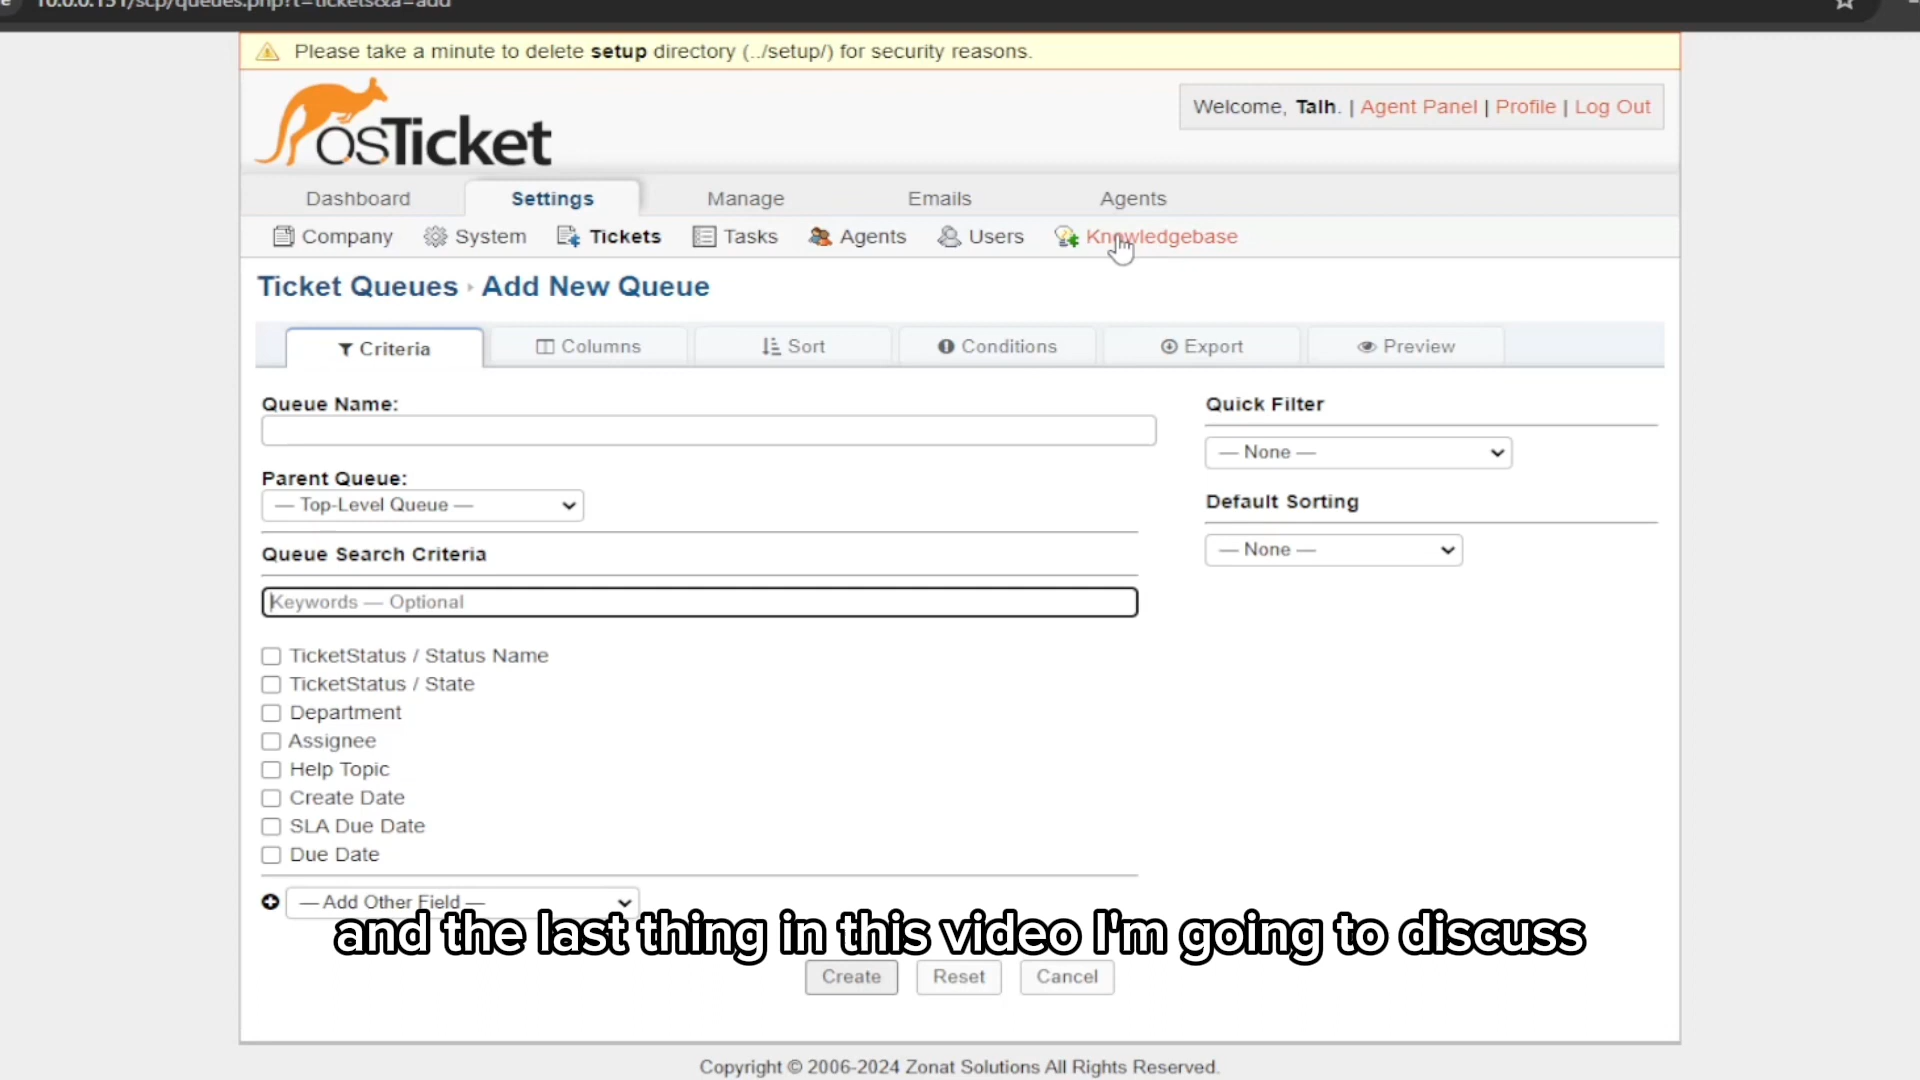 Please take a minute to delete setup directory (../setup/) for security reasons.
osTicket
Welcome, Talh. | Agent Panel | Profile | Log Out
Dashboard Settings Manage Emails Agents
Company System Tickets Tasks Agents Users Knowledgebase
Ticket Queues Add New Queue
Criteria Columns Sort Conditions Export Preview
Queue Name:
Quick Filter
— None —
Parent Queue:
— Top-Level Queue —
Default Sorting
— None —
Queue Search Criteria
Keywords — Optional
TicketStatus / Status Name
TicketStatus / State
Department
Assignee
Help Topic
Create Date
SLA Due Date
Due Date
— Add Other Field —
and the last thing in this video I'm going to discuss
Create Reset Cancel
Copyright © 2006-2024 Zonat Solutions All Rights Reserved.